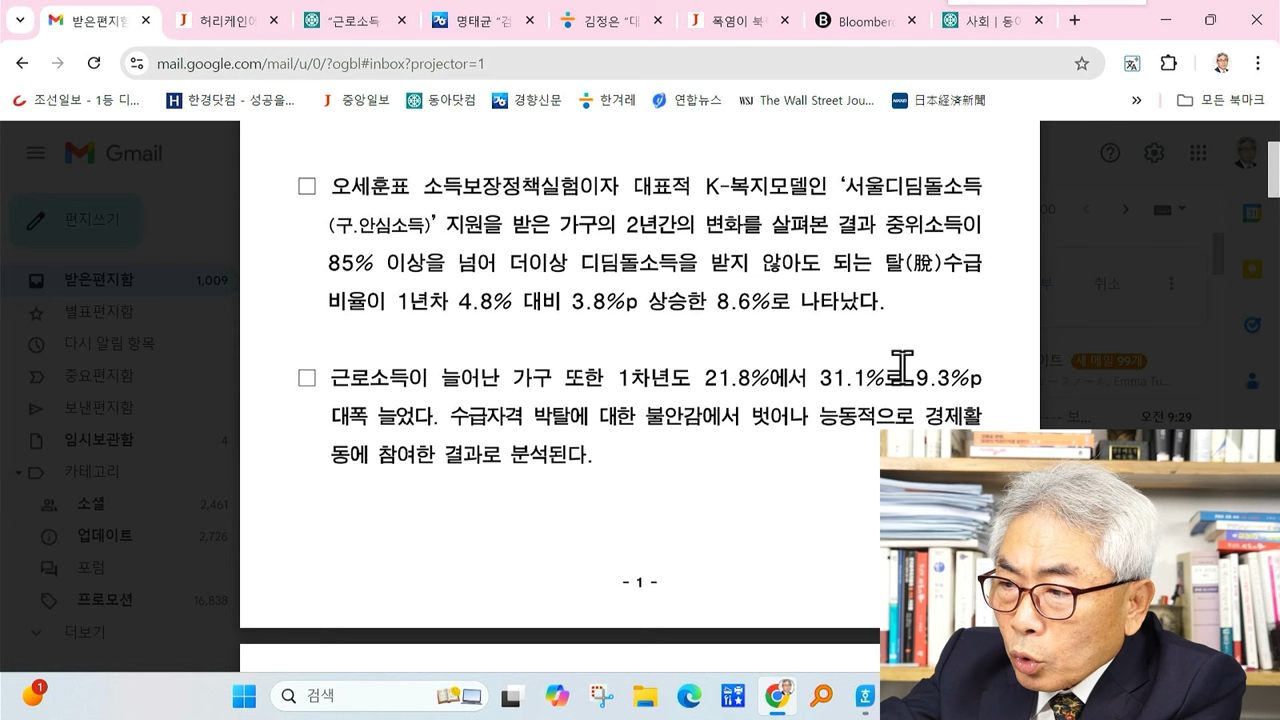 받은편지함
허리케인에
"근로소득
명태균 "검
김정은 "대
폭염이 북
Bloomberg
사회 | 동아
mail.google.com/mail/u/0/?ogbl#inbox?projector=1
조선일보 - 1등 디...
한경닷컴 - 성공을...
중앙일보
동아닷컴
경향신문
한겨레
연합뉴스
WSJ The Wall Street Jou...
日本経済新聞
모든 북마크
Gmail
편지쓰기
받은편지함 1,009
별표편지함
다시 알림 항목
중요편지함
보낸편지함
임시보관함 4
카테고리
소셜 2,461
업데이트 2,726
포럼
프로모션 16,838
더보기
□ 오세훈표 소득보장정책실험이자 대표적 K-복지모델인 '서울디딤돌소득
(구.안심소득)' 지원을 받은 가구의 2년간의 변화를 살펴본 결과 중위소득이
85% 이상을 넘어 더이상 디딤돌소득을 받지 않아도 되는 탈(脫)수급
비율이 1년차 4.8% 대비 3.8%p 상승한 8.6%로 나타났다.
□ 근로소득이 늘어난 가구 또한 1차년도 21.8%에서 31.1%로 9.3%p
대폭 늘었다. 수급자격 박탈에 대한 불안감에서 벗어나 능동적으로 경제활
동에 참여한 결과로 분석된다.
- 1 -
취소
새 메일 99개
Emma Tu...
오전 9:29
1
검색